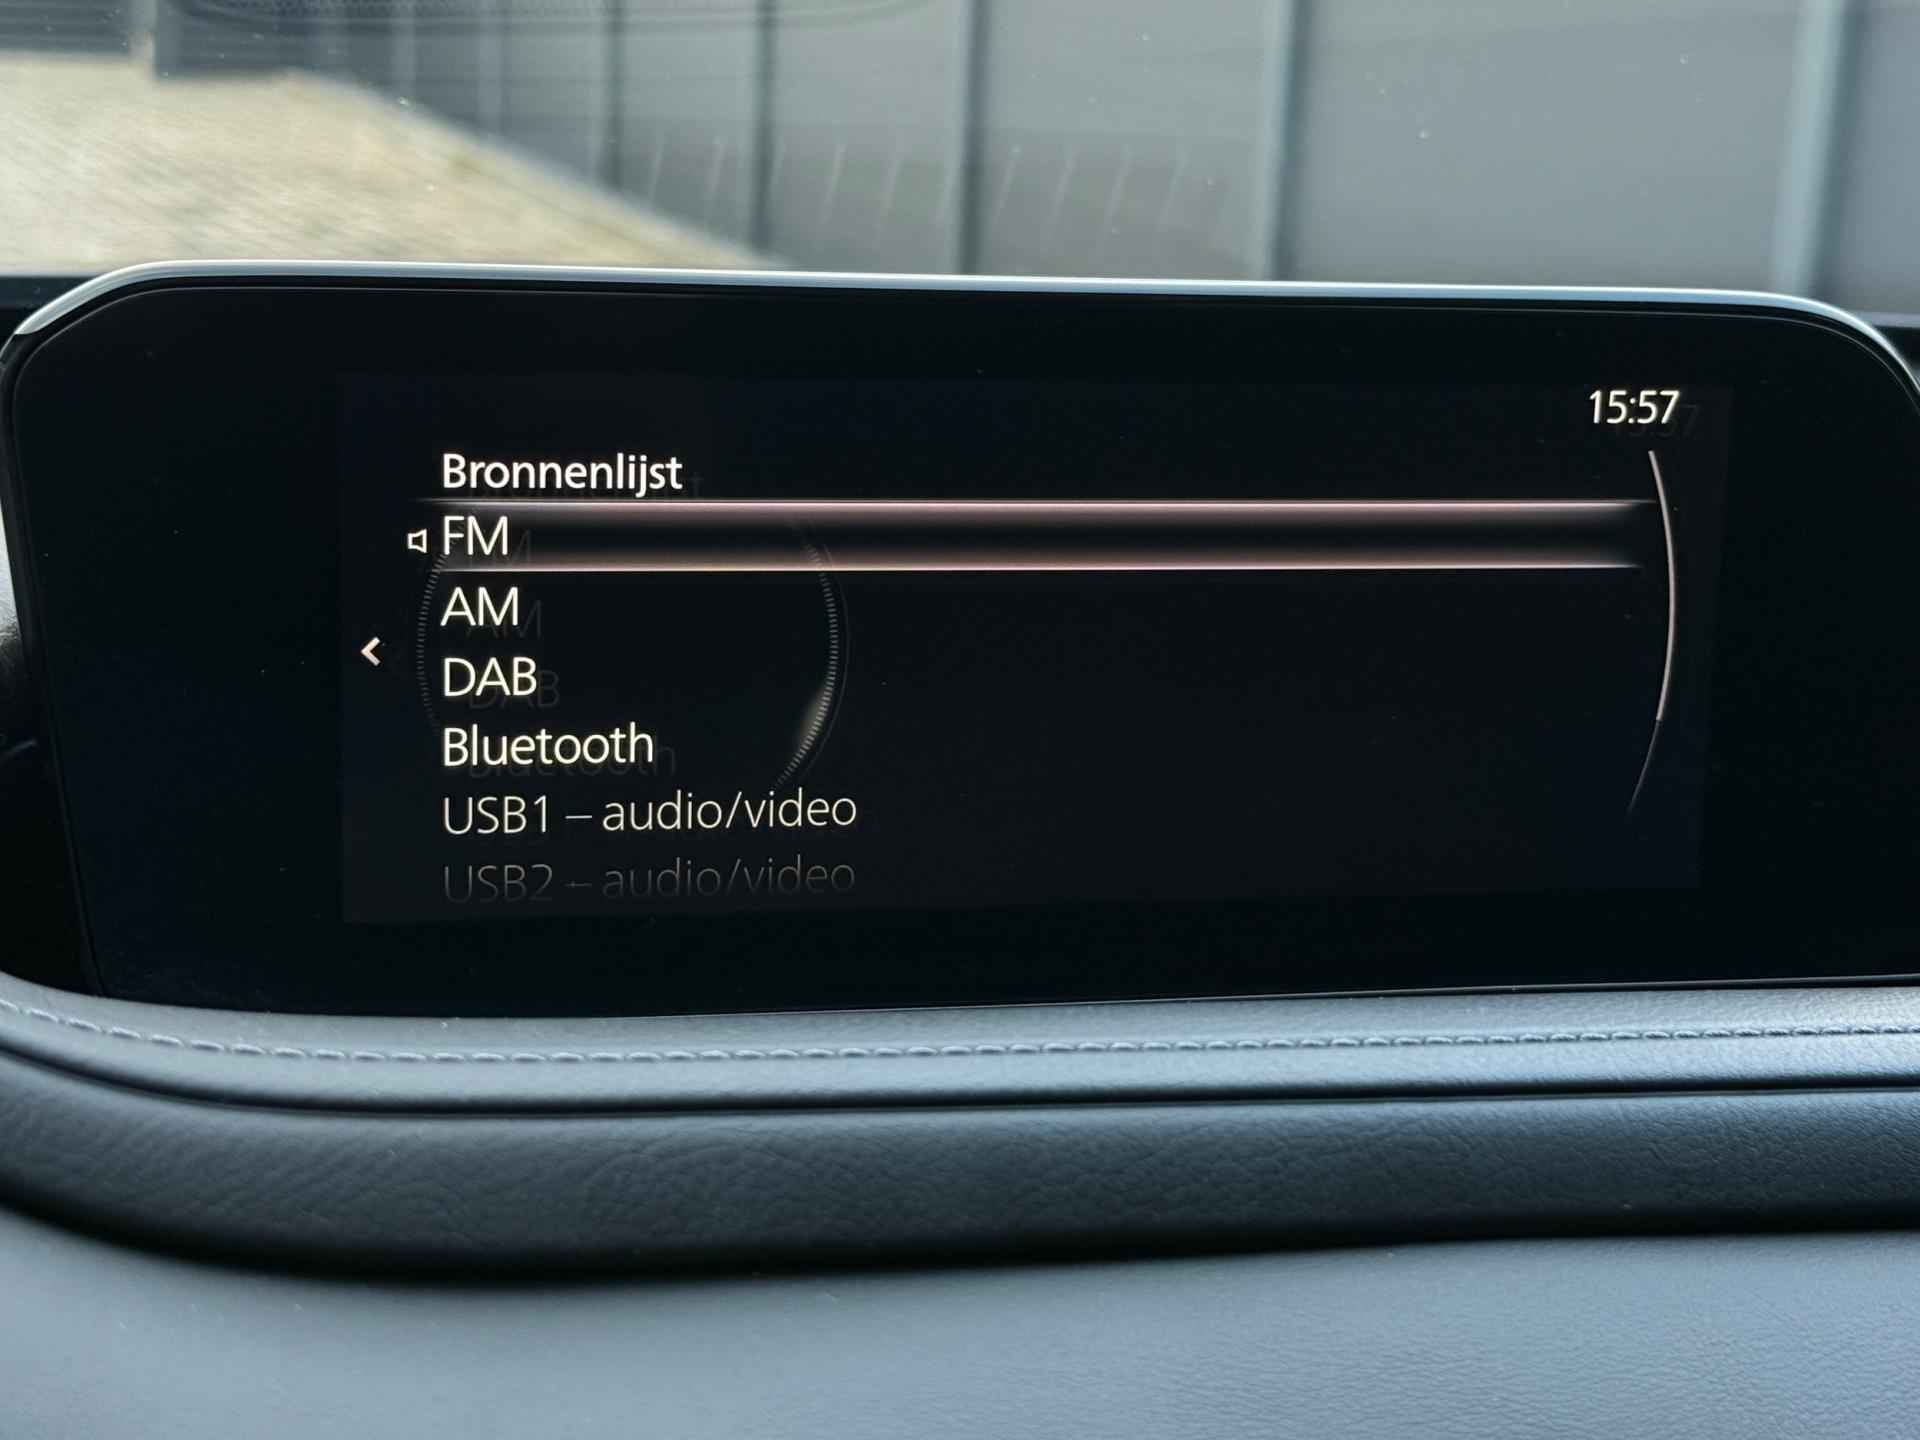 15:57
Bronnenlijst
FM
AM
DAB
Bluetooth
USB1 – audio/video
USB2 – audio/video